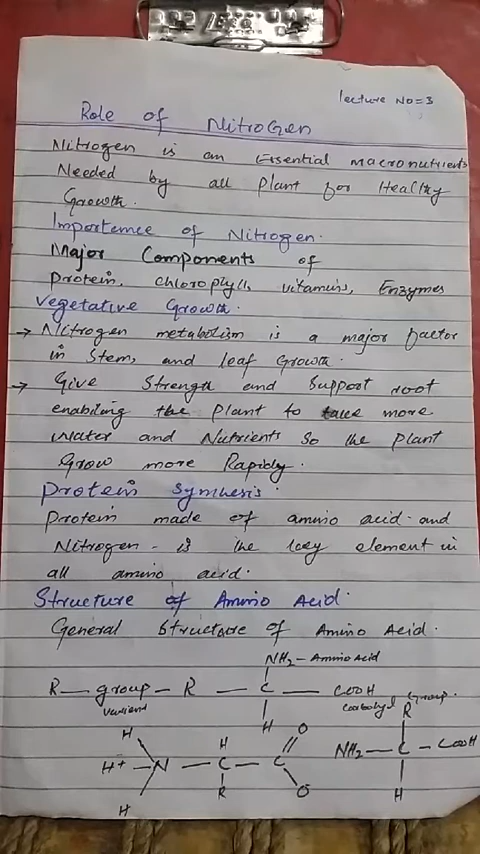 lecture No=3
Role of NitroGen
Nitrogen is an Essential macronutrients
Needed by all Plant for Healthy
Growth.
Importemce of Nitrogen.
Major Components of
Protein, chlorophyll, vitamins, Enzymes
Vegetative Growth.
→ Nitrogen metabolism is a major factor
in Stem, and leaf Growth.
→ Give Strength and Support root
enabling the Plant to take more
Water and Nutrients So the Plant
Grow more Rapidly.
Protein Synthesis.
Protein made of amino acid. and
Nitrogen - is the key element in
all amino acid.
Structure of Amino Acid.
General Structure of Amino Acid.
NH2 - Amino Acid
R — group — R — C — COOH
Carboxyl Group.
H
R
NH2 — C — COOH
H
H
H+ — N — C — C
H
H
R
O
O